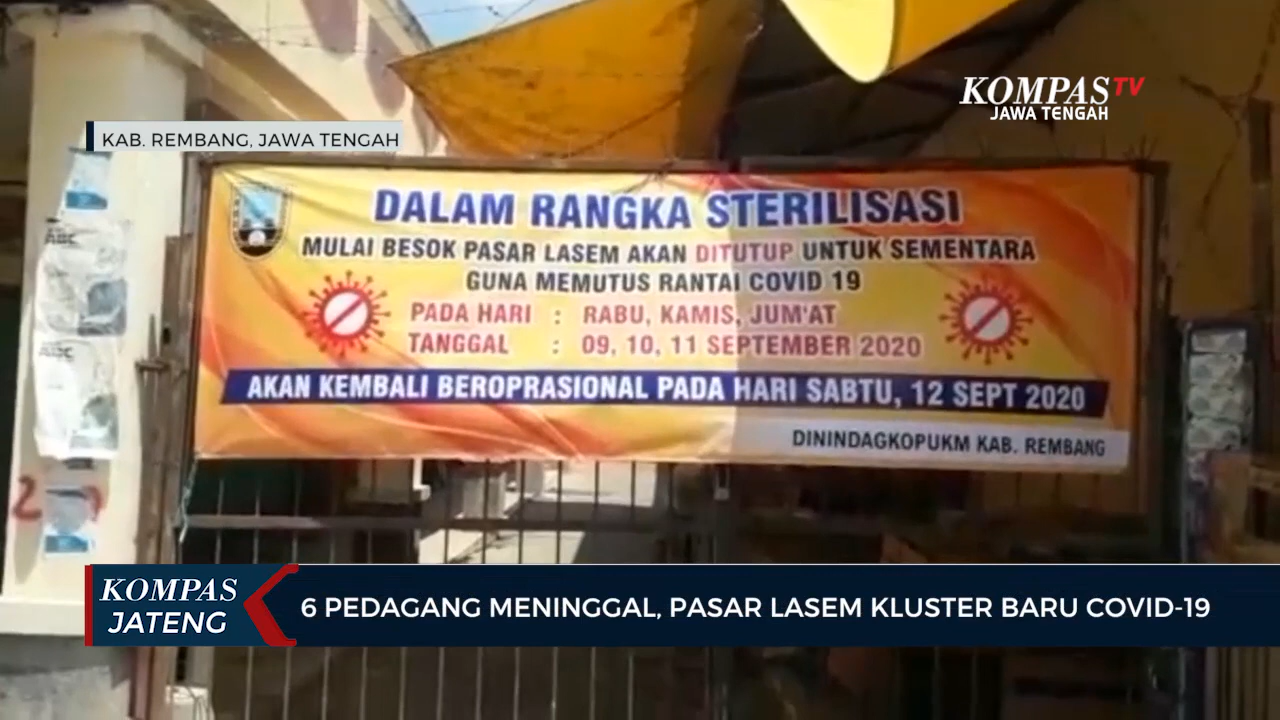 KOMPAS TV
JAWA TENGAH
KAB. REMBANG, JAWA TENGAH
DALAM RANGKA STERILISASI
MULAI BESOK PASAR LASEM AKAN DITUTUP UNTUK SEMENTARA
GUNA MEMUTUS RANTAI COVID 19
PADA HARI : RABU, KAMIS, JUM'AT
TANGGAL : 09, 10, 11 SEPTEMBER 2020
AKAN KEMBALI BEROPRASIONAL PADA HARI SABTU, 12 SEPT 2020
DININDAGKOPUKM KAB. REMBANG
ABC
ABC
2
KOMPAS
JATENG
6 PEDAGANG MENINGGAL, PASAR LASEM KLUSTER BARU COVID-19